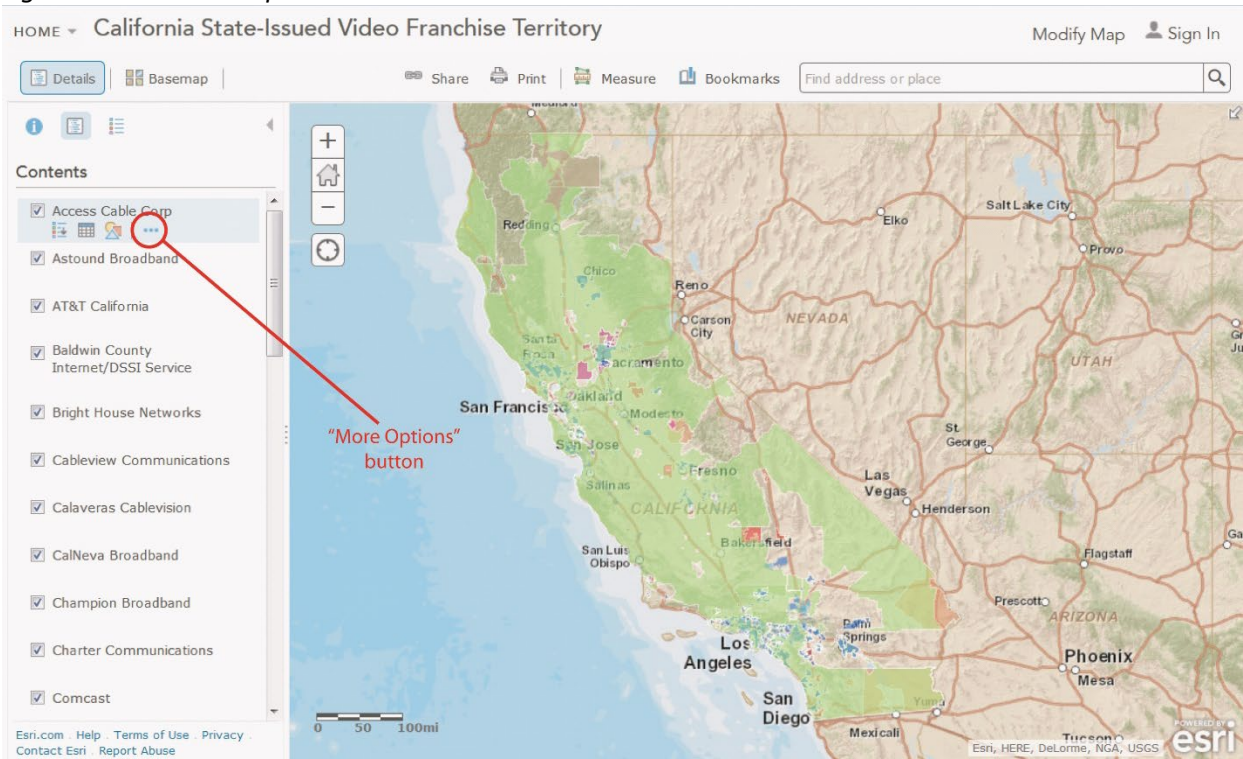 HOME California State-Issued Video Franchise Territory
Modify Map Sign In
Details Basemap
Share Print Measure Bookmarks Find address or place
Contents
Access Cable Corp
Astound Broadband
AT&T California
Baldwin County
Internet/DSSI Service
Bright House Networks
Cableview Communications
Calaveras Cablevision
CalNeva Broadband
Champion Broadband
Charter Communications
Comcast
Esri.com . Help . Terms of Use . Privacy .
Contact Esri . Report Abuse
"More Options"
button
+
−
Medford
Redding
Chico
Elko
Salt Lake City
Provo
Reno
Carson
City
NEVADA
UTAH
Santa
Rosa
Sacramento
Oakland
San Francisco
Modesto
San Jose
St.
George
Fresno
Salinas
CALIFORNIA
Las
Vegas
Henderson
San Luis
Obispo
Bakersfield
Flagstaff
Prescott
ARIZONA
Palm
Springs
Los
Angeles
Phoenix
Mesa
San
Diego
Yuma
Mexicali
Tucson
0 50 100mi
Esri, HERE, DeLorme, NGA, USGS
POWERED BY
esri